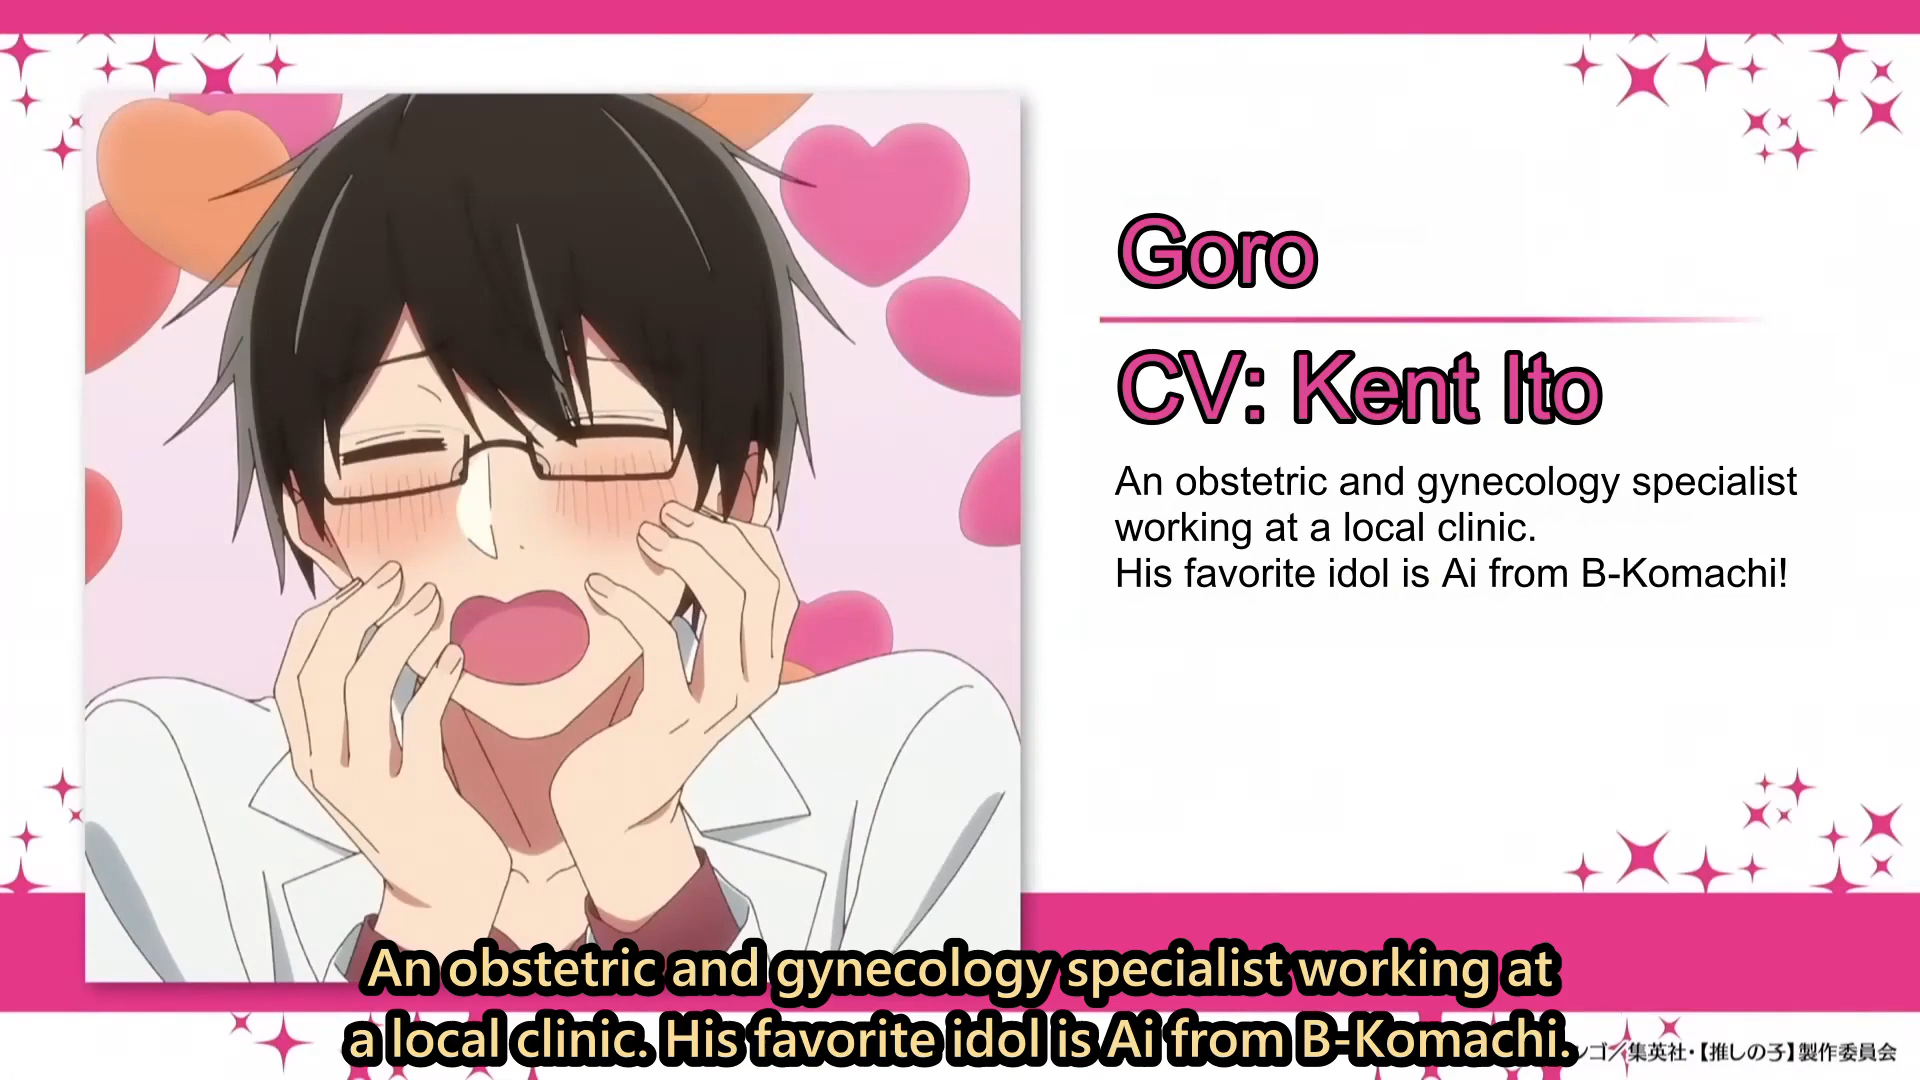 Goro
CV: Kent Ito
An obstetric and gynecology specialist
working at a local clinic.
His favorite idol is Ai from B-Komachi!
An obstetric and gynecology specialist working at
a local clinic. His favorite idol is Ai from B-Komachi.
ンゴ／集英社・【推しの子】製作委員会